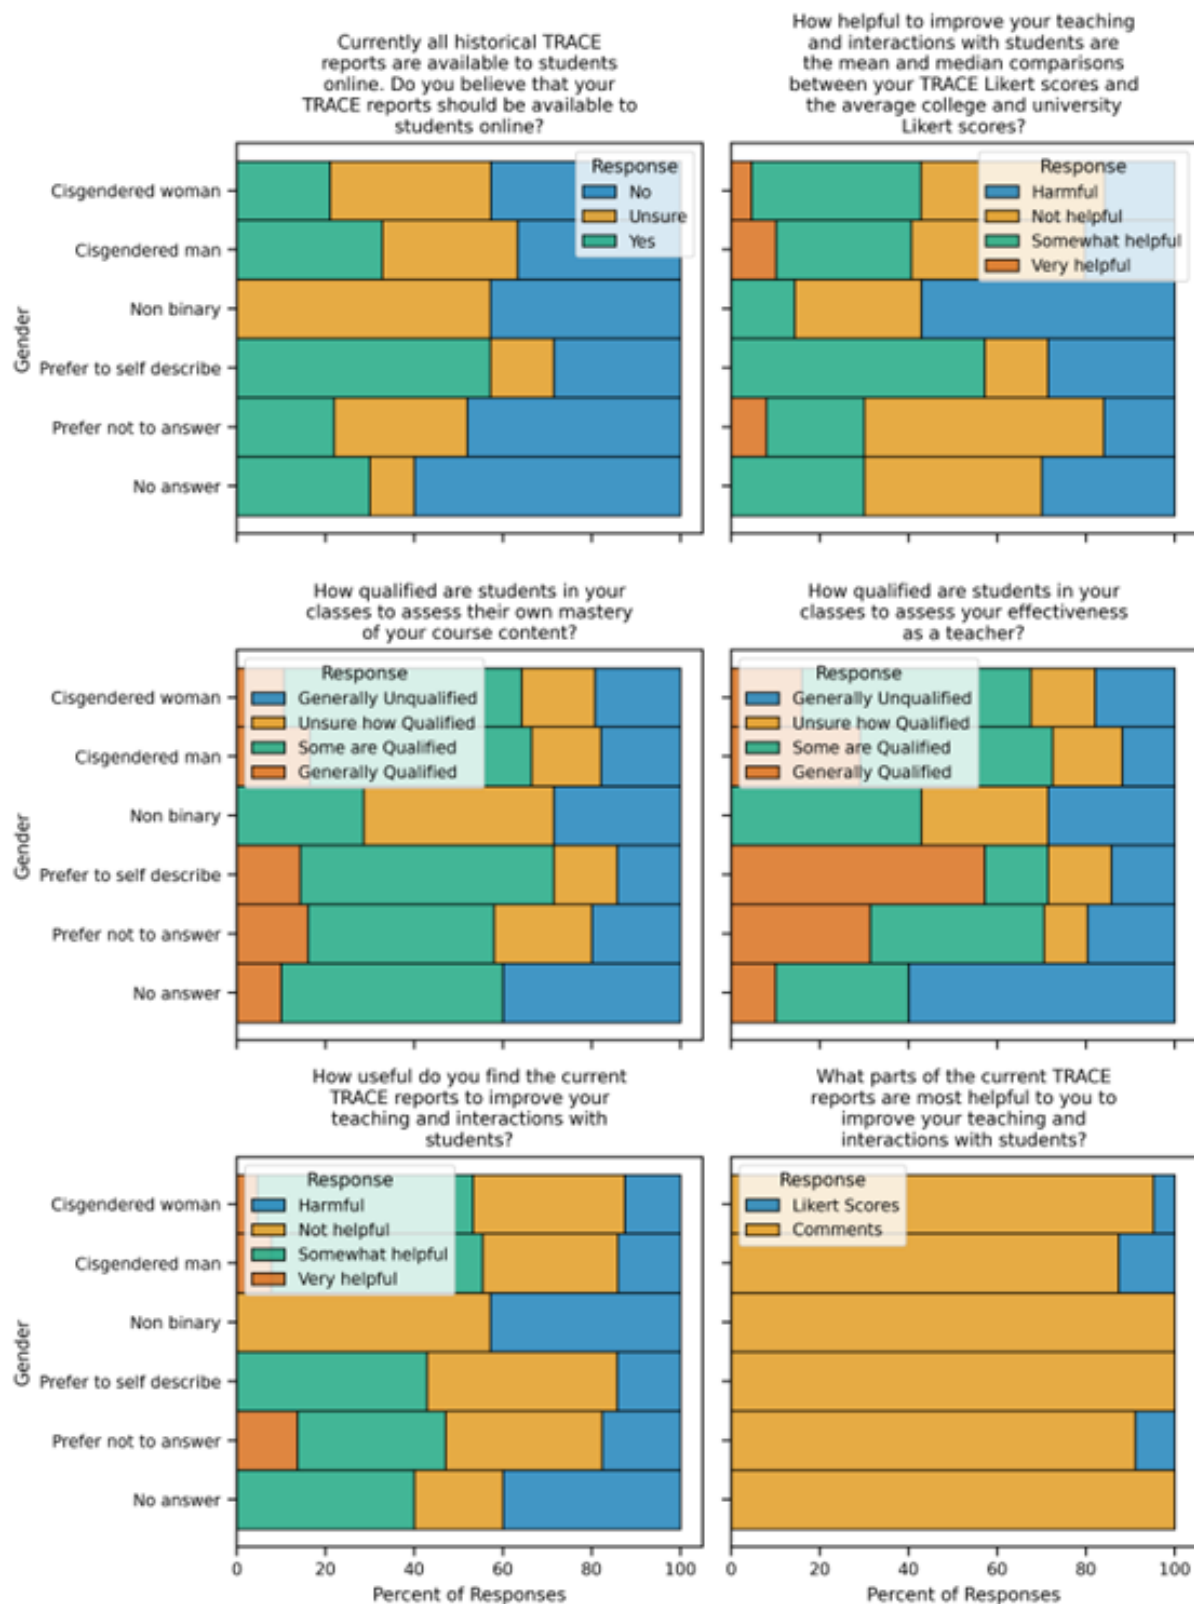 Currently all historical TRACE
reports are available to students
online. Do you believe that your
TRACE reports should be available to
students online?
How helpful to improve your teaching
and interactions with students are
the mean and median comparisons
between your TRACE Likert scores and
the average college and university
Likert scores?
Gender
Cisgendered woman
Cisgendered man
Non binary
Prefer to self describe
Prefer not to answer
No answer
Response
No
Unsure
Yes
Response
Harmful
Not helpful
Somewhat helpful
Very helpful
How qualified are students in your
classes to assess their own mastery
of your course content?
How qualified are students in your
classes to assess your effectiveness
as a teacher?
Gender
Cisgendered woman
Cisgendered man
Non binary
Prefer to self describe
Prefer not to answer
No answer
Response
Generally Unqualified
Unsure how Qualified
Some are Qualified
Generally Qualified
Response
Generally Unqualified
Unsure how Qualified
Some are Qualified
Generally Qualified
How useful do you find the current
TRACE reports to improve your
teaching and interactions with
students?
What parts of the current TRACE
reports are most helpful to you to
improve your teaching and
interactions with students?
Gender
Cisgendered woman
Cisgendered man
Non binary
Prefer to self describe
Prefer not to answer
No answer
Response
Harmful
Not helpful
Somewhat helpful
Very helpful
Response
Likert Scores
Comments
0 20 40 60 80 100
Percent of Responses
0 20 40 60 80 100
Percent of Responses